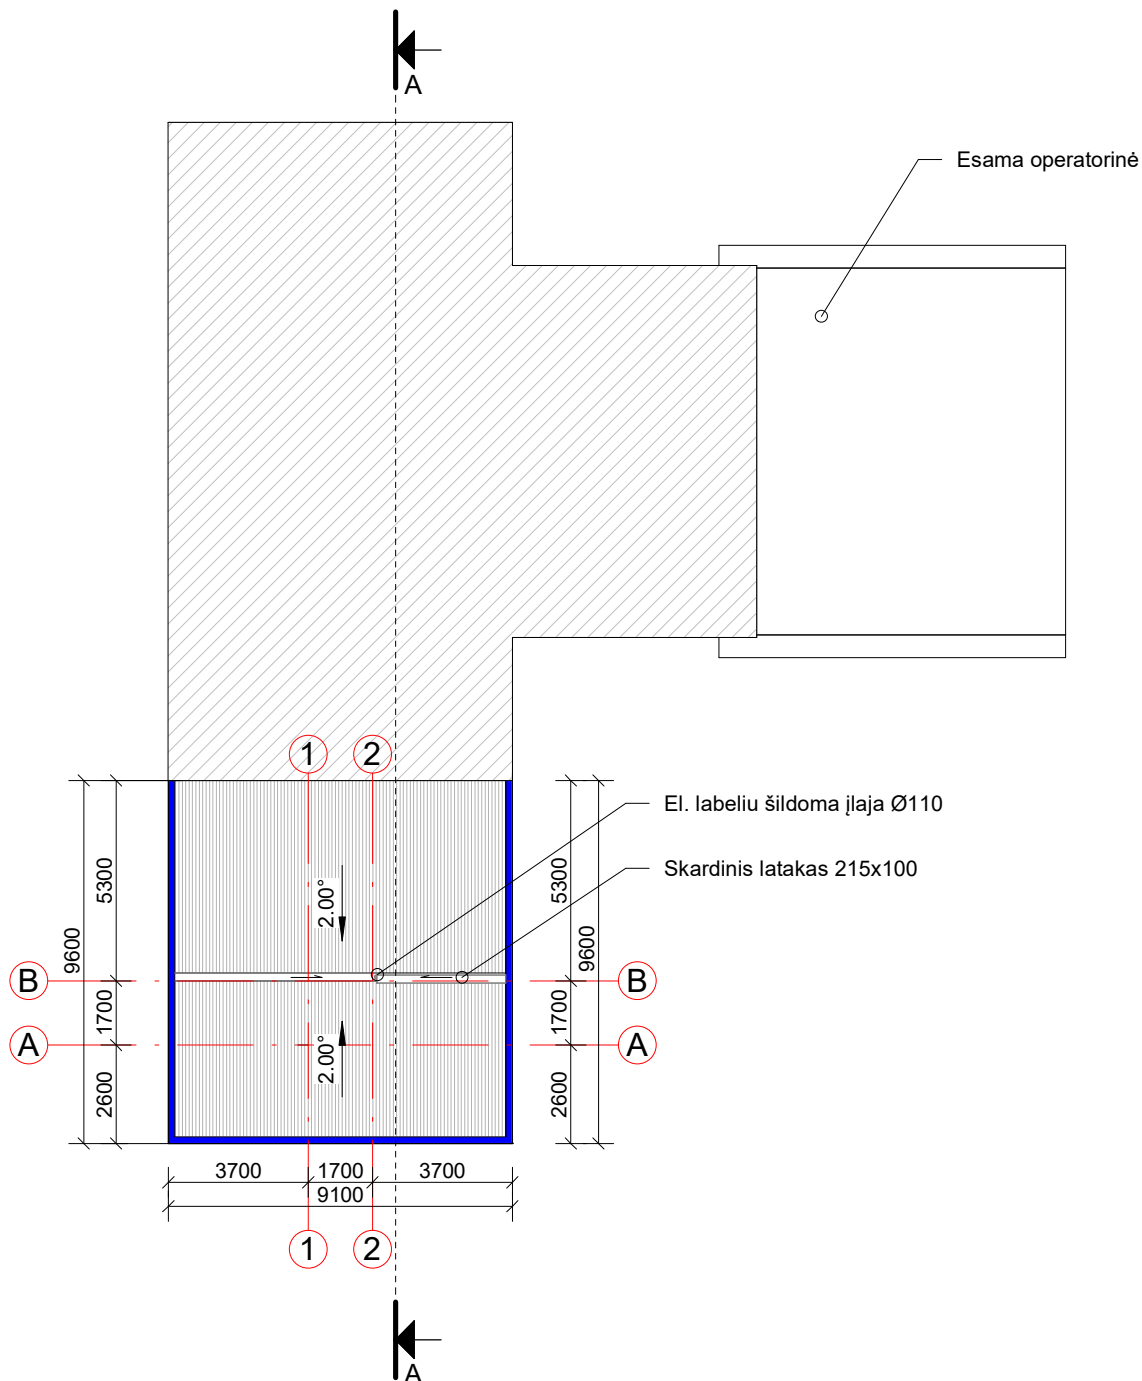 A
Esama operatorinė
1
2
El. labeliu šildoma įlaja Ø110
Skardinis latakas 215x100
5300
9600
1700
2600
2.00°
2.00°
5300
9600
1700
2600
B
B
A
A
3700
1700
3700
9100
1
2
A